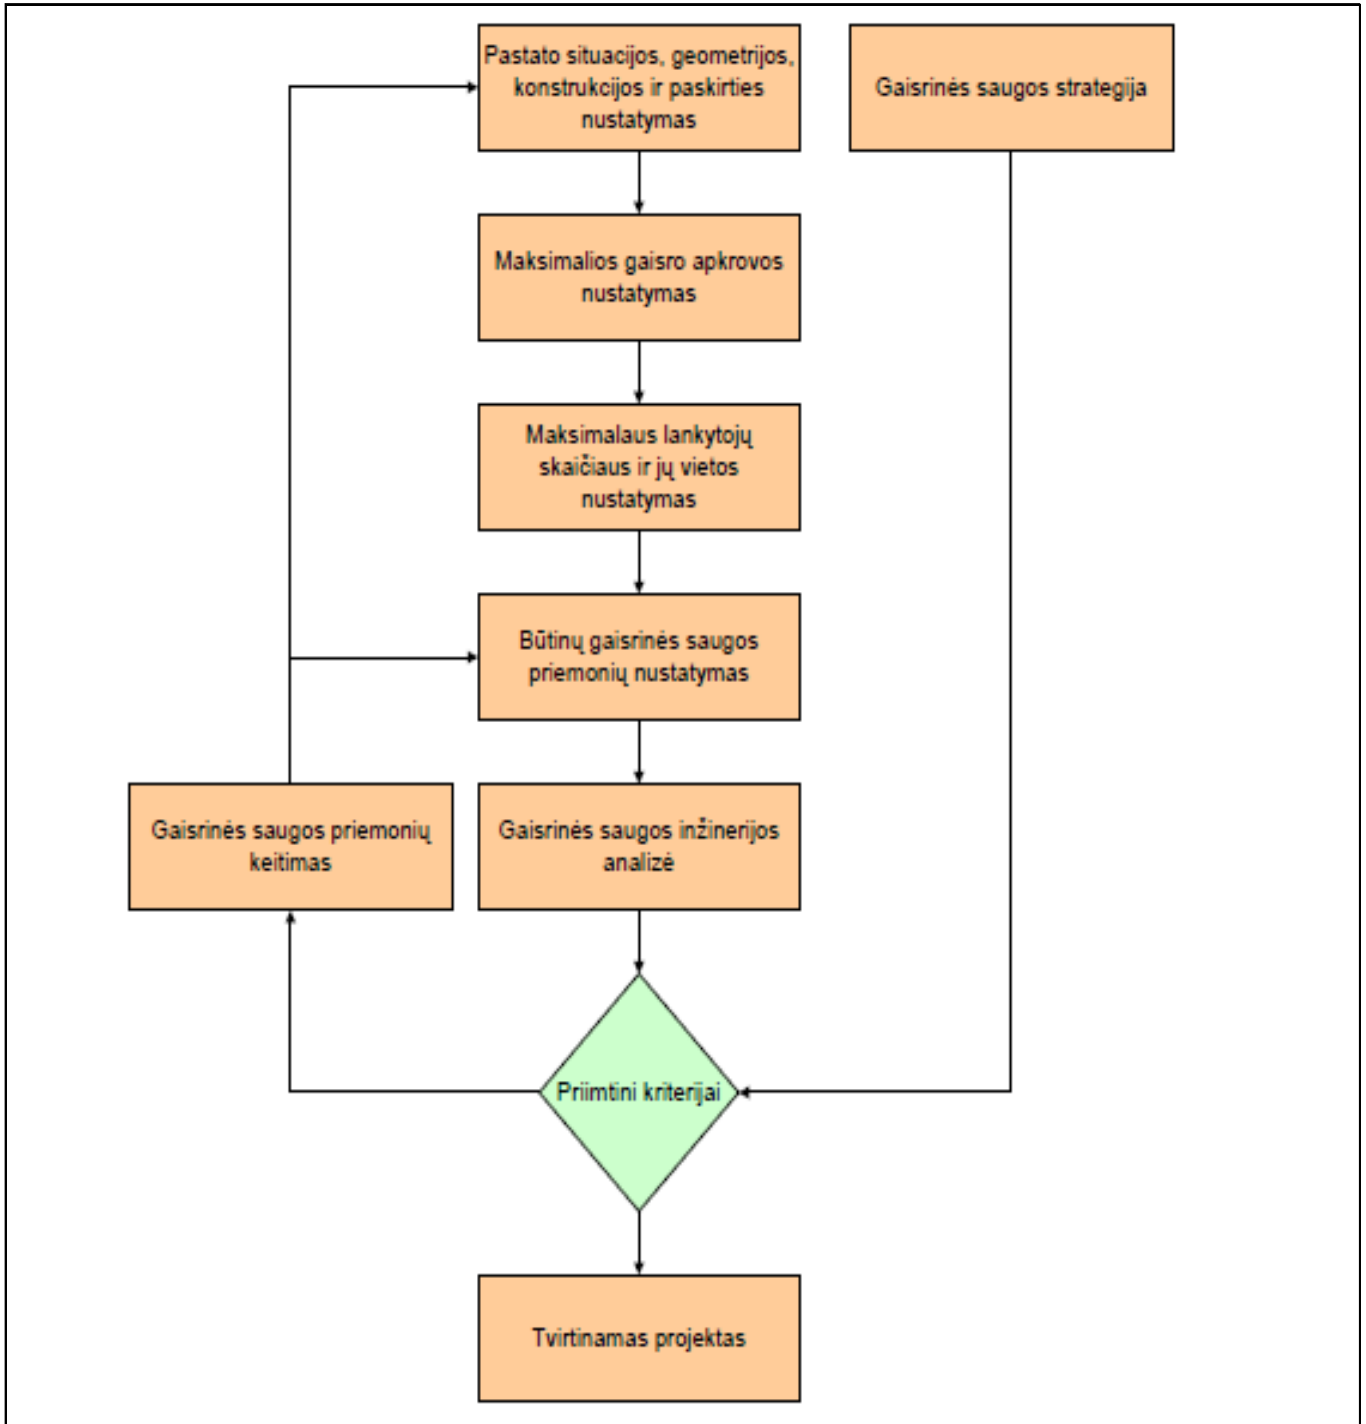 Pastato situacijos, geometrijos,
konstrukcijos ir paskirties
nustatymas
Gaisrinės saugos strategija
Maksimalios gaisro apkrovos
nustatymas
Maksimalaus lankytojų
skaičiaus ir jų vietos
nustatymas
Būtinų gaisrinės saugos
priemonių nustatymas
Gaisrinės saugos priemonių
keitimas
Gaisrinės saugos inžinerijos
analizė
Priimtini kriterijai
Tvirtinamas projektas